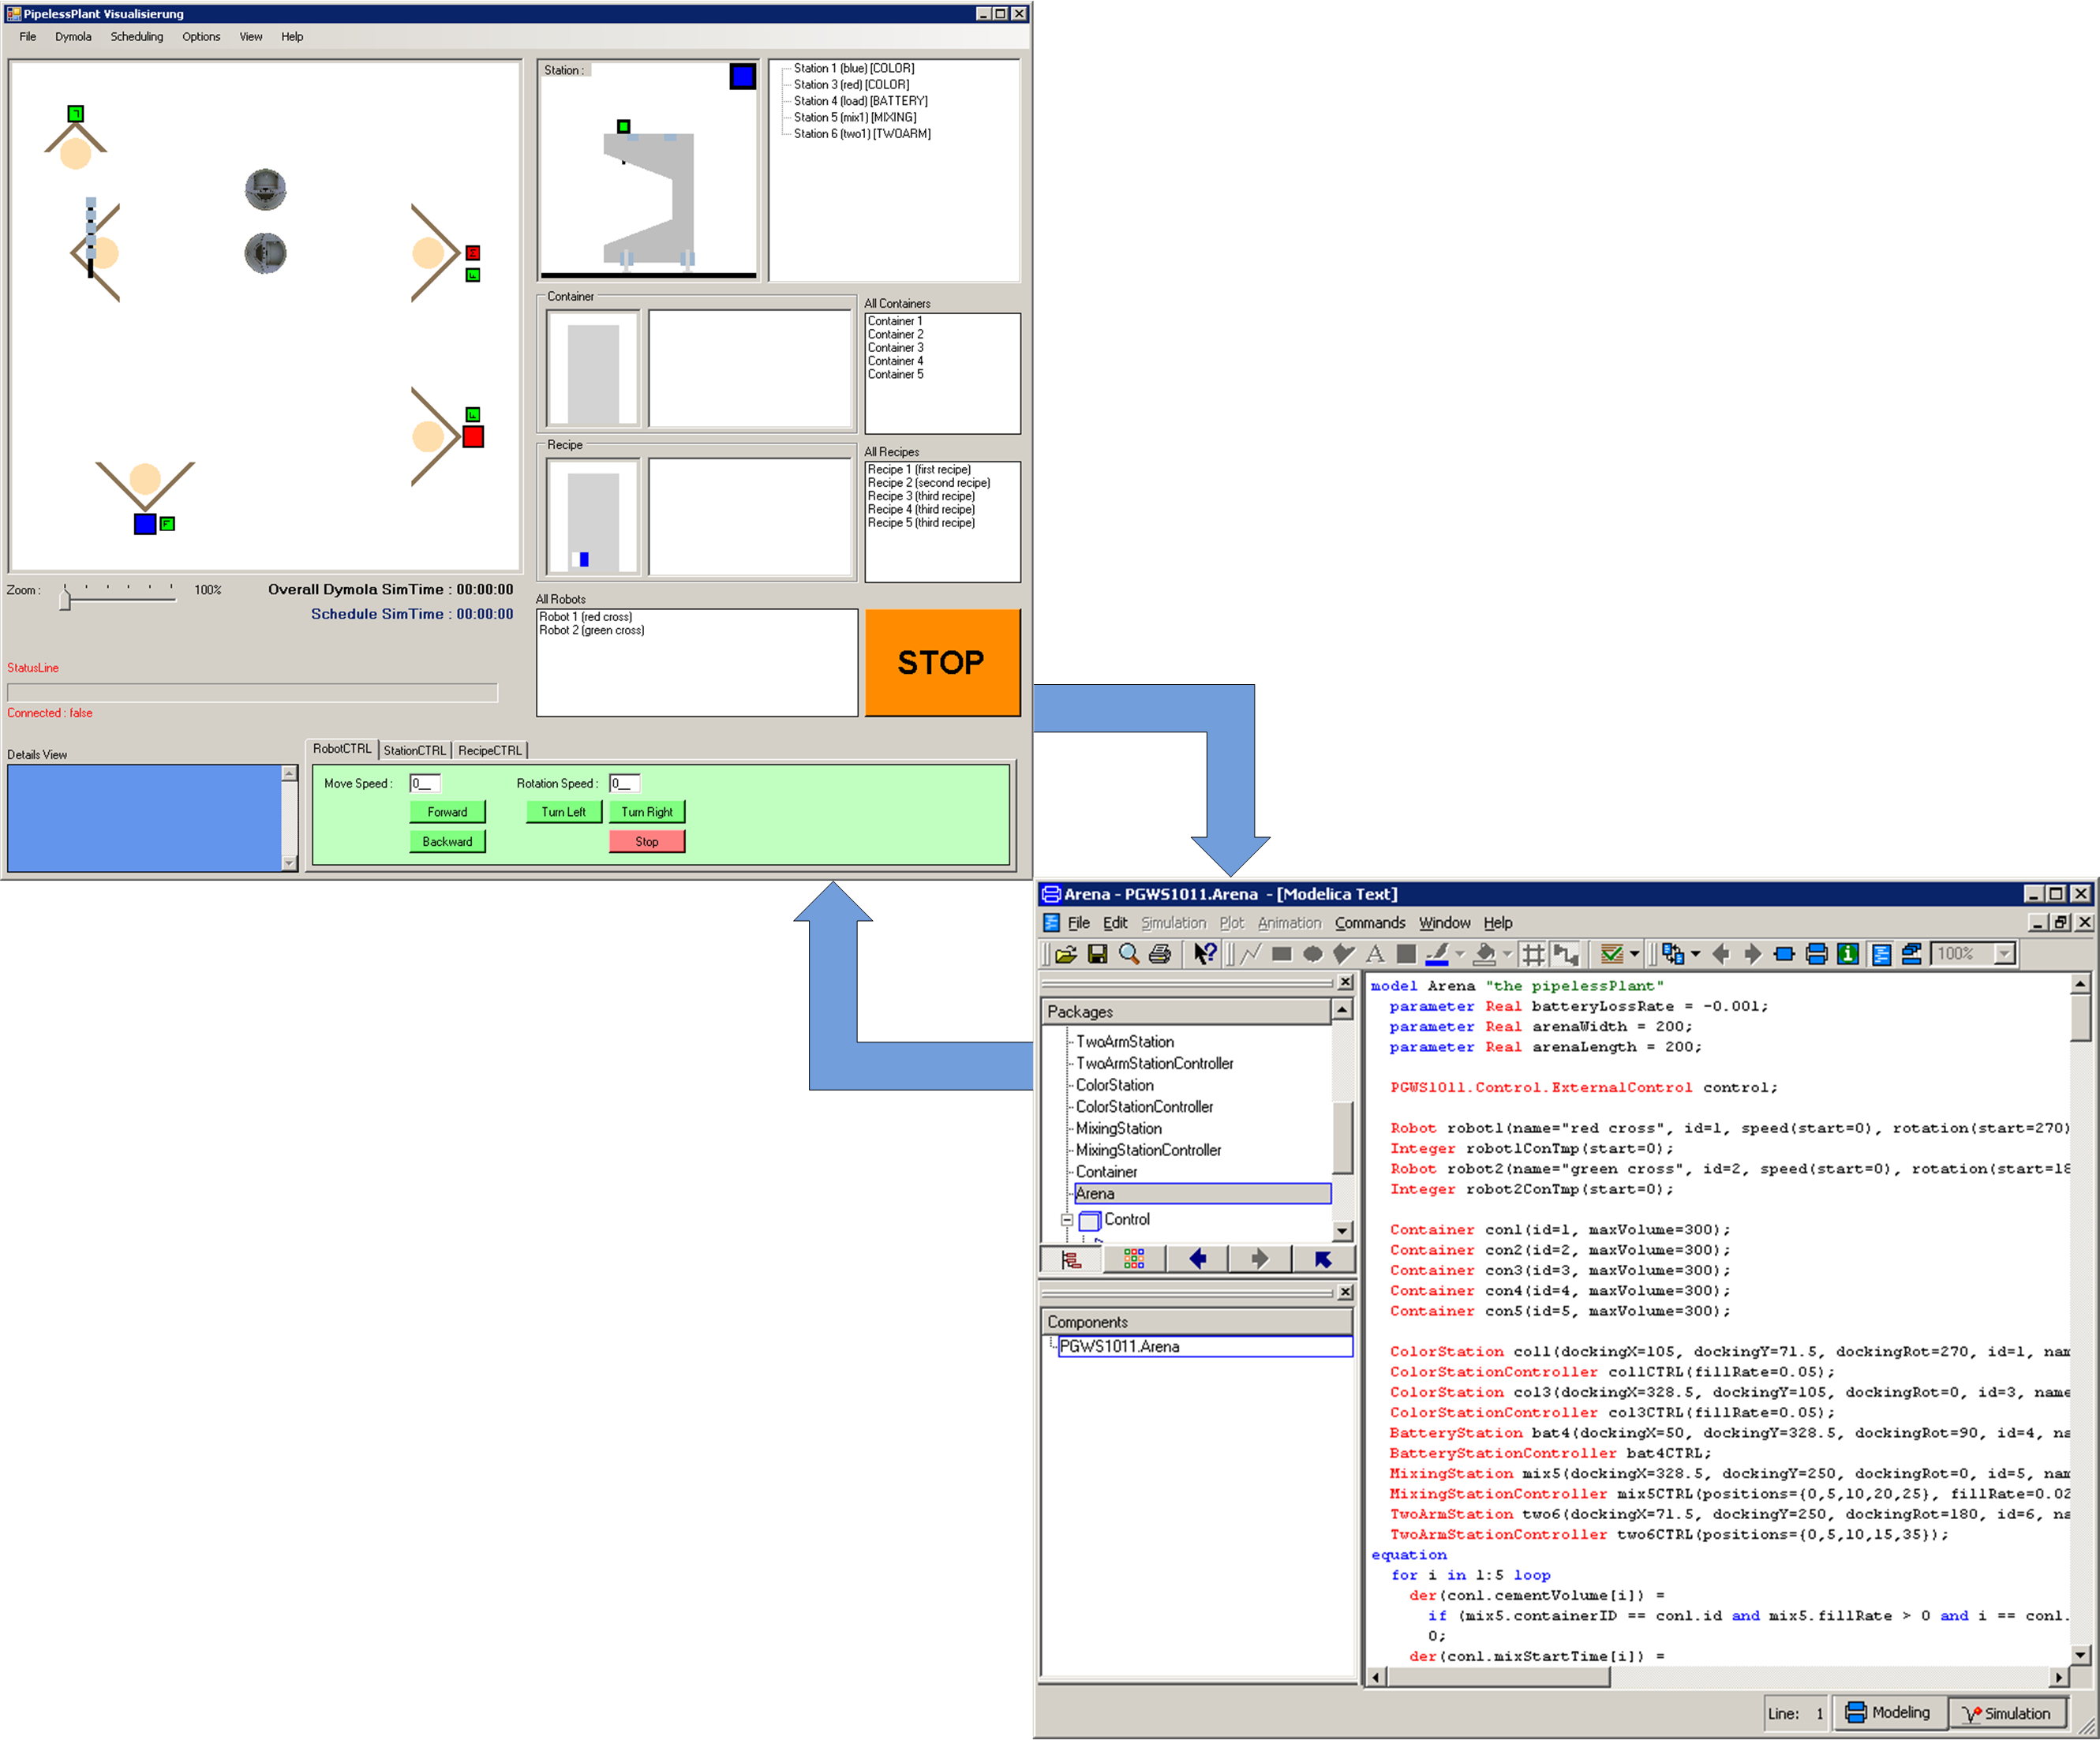 PipelessPlant Visualisierung
File Dymola Scheduling Options View Help
Station :
Station 1 (blue) [COLOR]
Station 3 (red) [COLOR]
Station 4 (load) [BATTERY]
Station 5 (mix1) [MIXING]
Station 6 (two1) [TWOARM]
Container
All Containers
Container 1
Container 2
Container 3
Container 4
Container 5
Recipe
All Recipes
Recipe 1 (first recipe)
Recipe 2 (second recipe)
Recipe 3 (third recipe)
Recipe 4 (third recipe)
Recipe 5 (third recipe)
Zoom : 100%
Overall Dymola SimTime : 00:00:00
Schedule SimTime : 00:00:00
All Robots
Robot 1 (red cross)
Robot 2 (green cross)
STOP
StatusLine
Connected : false
Details View
RobotCTRL StationCTRL RecipeCTRL
Move Speed : 0__ Rotation Speed : 0__
Forward Turn Left Turn Right
Backward Stop
Arena - PGWS1011.Arena - [Modelica Text]
File Edit Simulation Plot Animation Commands Window Help
100%
Packages
TwoArmStation
TwoArmStationController
ColorStation
ColorStationController
MixingStation
MixingStationController
Container
Arena
Control
Components
PGWS1011.Arena
model Arena "the pipelessPlant"
parameter Real batteryLossRate = -0.001;
parameter Real arenaWidth = 200;
parameter Real arenaLength = 200;
PGWS1011.Control.ExternalControl control;
Robot robot1(name="red cross", id=1, speed(start=0), rotation(start=270)
Integer robot1ConTmp(start=0);
Robot robot2(name="green cross", id=2, speed(start=0), rotation(start=18
Integer robot2ConTmp(start=0);
Container con1(id=1, maxVolume=300);
Container con2(id=2, maxVolume=300);
Container con3(id=3, maxVolume=300);
Container con4(id=4, maxVolume=300);
Container con5(id=5, maxVolume=300);
ColorStation col1(dockingX=105, dockingY=71.5, dockingRot=270, id=1, nam
ColorStationController col1CTRL(fillRate=0.05);
ColorStation col3(dockingX=328.5, dockingY=105, dockingRot=0, id=3, name
ColorStationController col3CTRL(fillRate=0.05);
BatteryStation bat4(dockingX=50, dockingY=328.5, dockingRot=90, id=4, na
BatteryStationController bat4CTRL;
MixingStation mix5(dockingX=328.5, dockingY=250, dockingRot=0, id=5, nam
MixingStationController mix5CTRL(positions={0,5,10,20,25}, fillRate=0.02
TwoArmStation two6(dockingX=71.5, dockingY=250, dockingRot=180, id=6, na
TwoArmStationController two6CTRL(positions={0,5,10,15,35});
equation
for i in 1:5 loop
der(con1.cementVolume[i]) =
if (mix5.containerID == con1.id and mix5.fillRate > 0 and i == con1.
0;
der(con1.mixStartTime[i]) =
Line: 1 Modeling Simulation